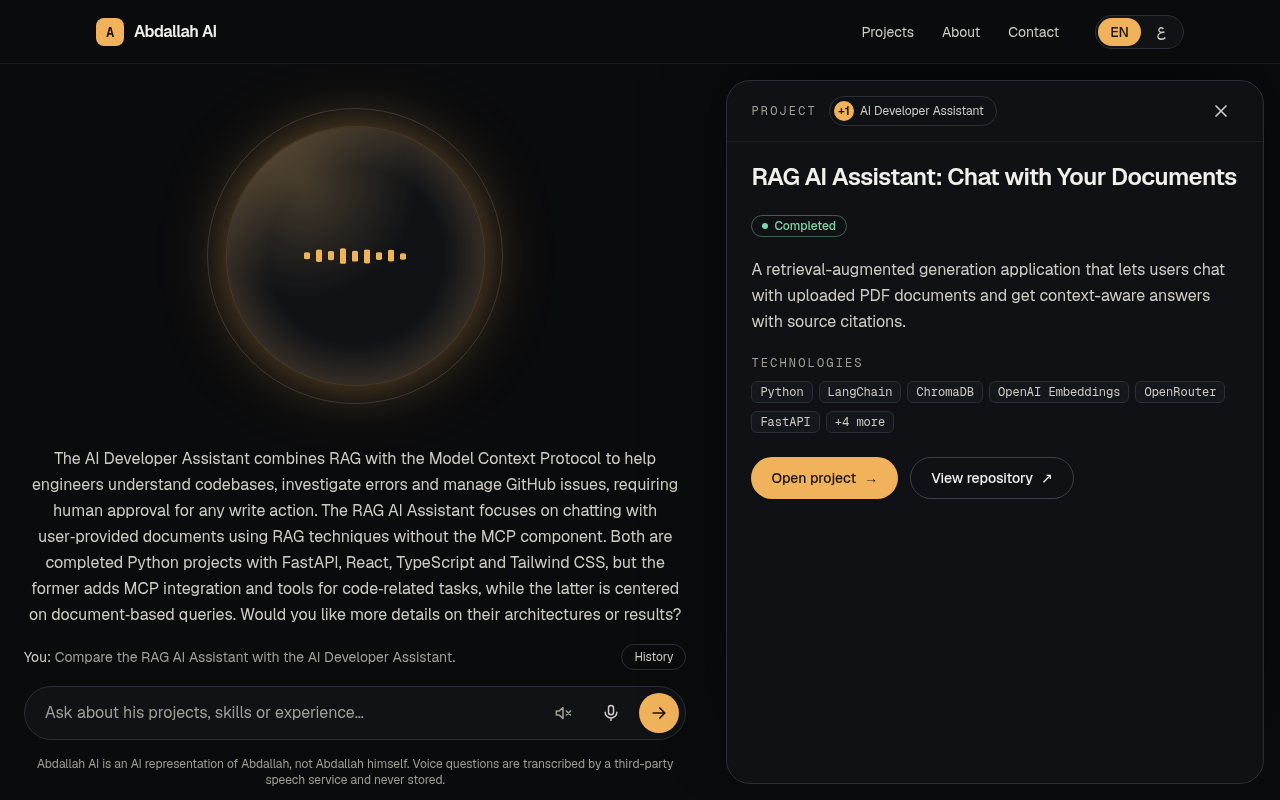 A
Abdallah AI
Projects
About
Contact
EN
ع
The AI Developer Assistant combines RAG with the Model Context Protocol to help
engineers understand codebases, investigate errors and manage GitHub issues, requiring
human approval for any write action. The RAG AI Assistant focuses on chatting with
user-provided documents using RAG techniques without the MCP component. Both are
completed Python projects with FastAPI, React, TypeScript and Tailwind CSS, but the
former adds MCP integration and tools for code-related tasks, while the latter is centered
on document-based queries. Would you like more details on their architectures or results?
You: Compare the RAG AI Assistant with the AI Developer Assistant.
History
Ask about his projects, skills or experience...
Abdallah AI is an AI representation of Abdallah, not Abdallah himself. Voice questions are transcribed by a third-party
speech service and never stored.
PROJECT
+1 AI Developer Assistant
RAG AI Assistant: Chat with Your Documents
Completed
A retrieval-augmented generation application that lets users chat
with uploaded PDF documents and get context-aware answers
with source citations.
TECHNOLOGIES
Python LangChain ChromaDB OpenAI Embeddings OpenRouter
FastAPI +4 more
Open project →
View repository ↗